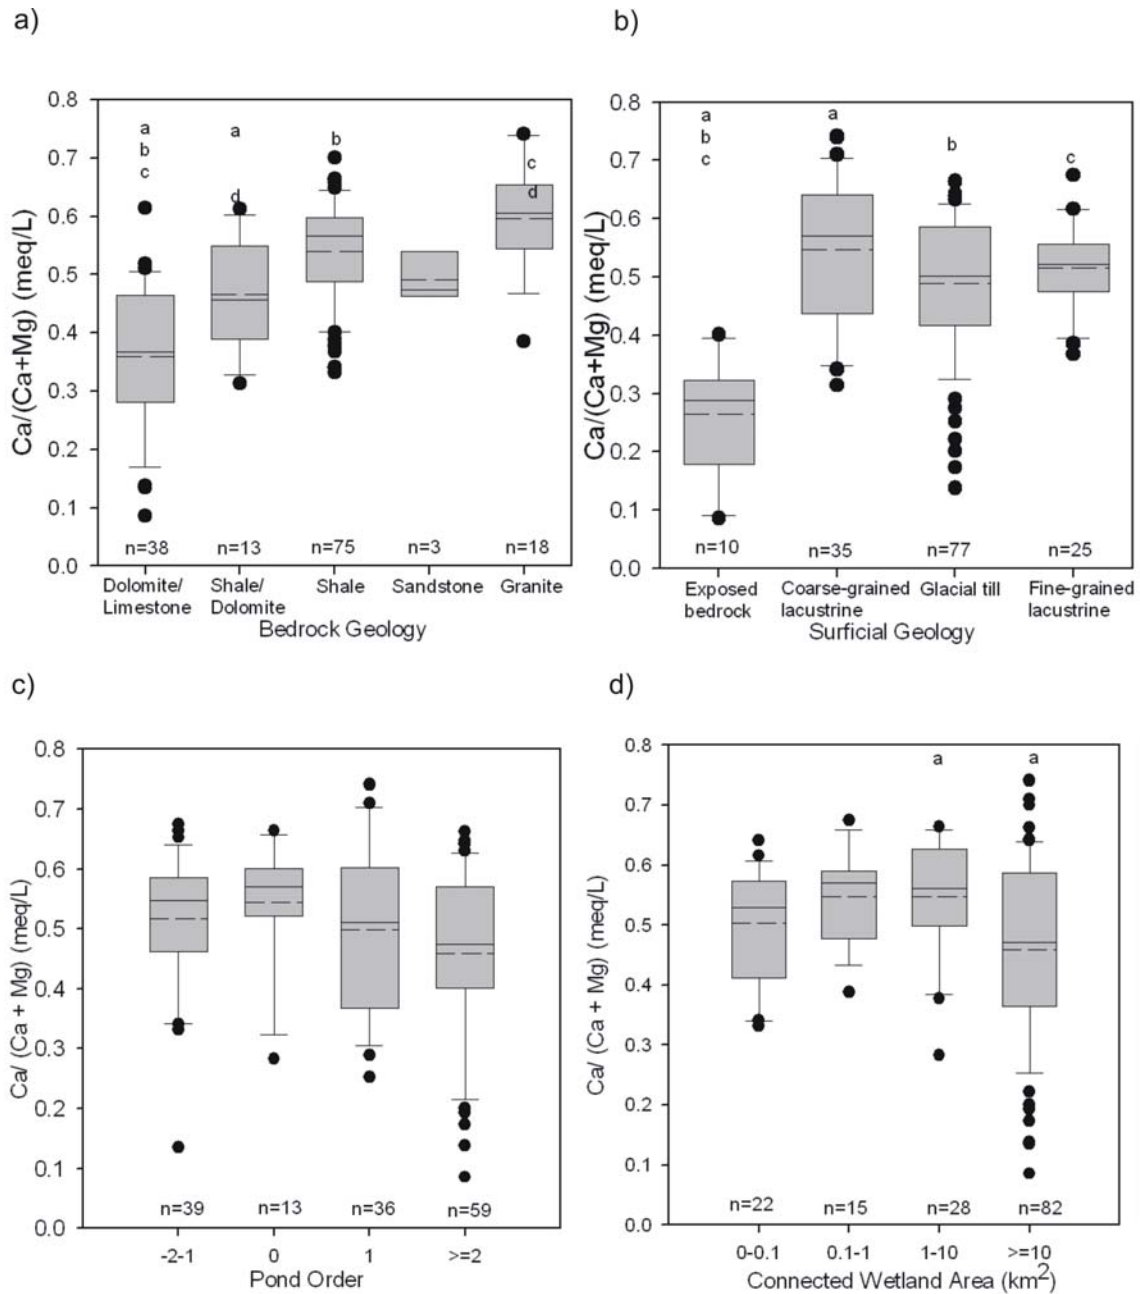 a)
Ca/(Ca+Mg) (meq/L)
0.8
0.7
0.6
0.5
0.4
0.3
0.2
0.1
0.0
a
b
c
a
d
b
c
d
n=38
n=13
n=75
n=3
n=18
Dolomite/
Limestone
Shale/
Dolomite
Shale
Sandstone
Granite
Bedrock Geology
b)
Ca/(Ca+Mg) (meq/L)
0.8
0.7
0.6
0.5
0.4
0.3
0.2
0.1
0.0
a
b
c
a
b
c
n=10
n=35
n=77
n=25
Exposed
bedrock
Coarse-grained
lacustrine
Glacial till
Fine-grained
lacustrine
Surficial Geology
c)
Ca/ (Ca + Mg) (meq/L)
0.8
0.7
0.6
0.5
0.4
0.3
0.2
0.1
0.0
n=39
n=13
n=36
n=59
-2-1
0
1
>=2
Pond Order
d)
Ca/ (Ca + Mg) (meq/L)
0.8
0.7
0.6
0.5
0.4
0.3
0.2
0.1
0.0
a
a
n=22
n=15
n=28
n=82
0-0.1
0.1-1
1-10
>=10
Connected Wetland Area (km²)